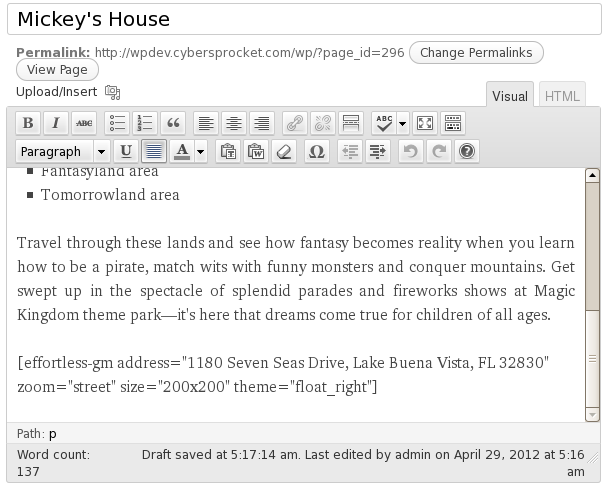 Mickey's House
Permalink: http://wpdev.cybersprocket.com/wp/?page_id=296 Change Permalinks
View Page
Upload/Insert
Visual HTML
B I ABC ABC
Paragraph U A T W Ω ?
Fantasyland area
Tomorrowland area
Travel through these lands and see how fantasy becomes reality when you learn
how to be a pirate, match wits with funny monsters and conquer mountains. Get
swept up in the spectacle of splendid parades and fireworks shows at Magic
Kingdom theme park—it's here that dreams come true for children of all ages.
[effortless-gm address="1180 Seven Seas Drive, Lake Buena Vista, FL 32830"
zoom="street" size="200x200" theme="float_right"]
Path: p
Word count: Draft saved at 5:17:14 am. Last edited by admin on April 29, 2012 at 5:16
137 am